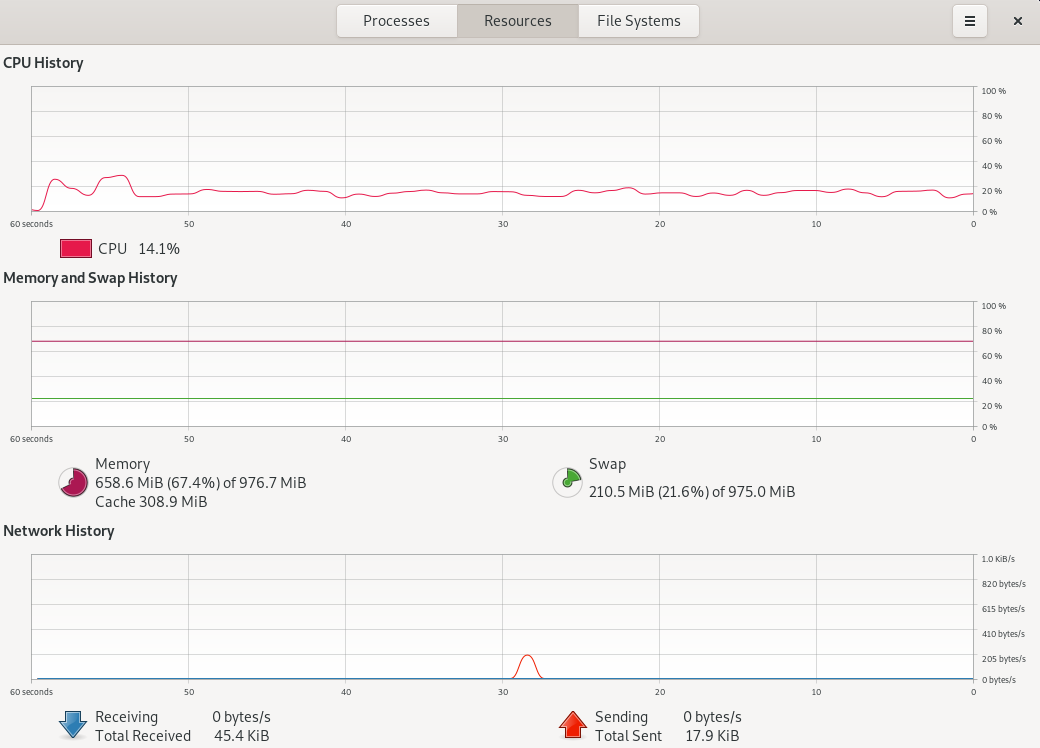 Processes Resources File Systems
CPU History
100 %
80 %
60 %
40 %
20 %
0 %
60 seconds 50 40 30 20 10 0
CPU 14.1%
Memory and Swap History
100 %
80 %
60 %
40 %
20 %
0 %
60 seconds 50 40 30 20 10 0
Memory
658.6 MiB (67.4%) of 976.7 MiB
Cache 308.9 MiB
Swap
210.5 MiB (21.6%) of 975.0 MiB
Network History
1.0 KiB/s
820 bytes/s
615 bytes/s
410 bytes/s
205 bytes/s
0 bytes/s
60 seconds 50 40 30 20 10 0
Receiving 0 bytes/s
Total Received 45.4 KiB
Sending 0 bytes/s
Total Sent 17.9 KiB